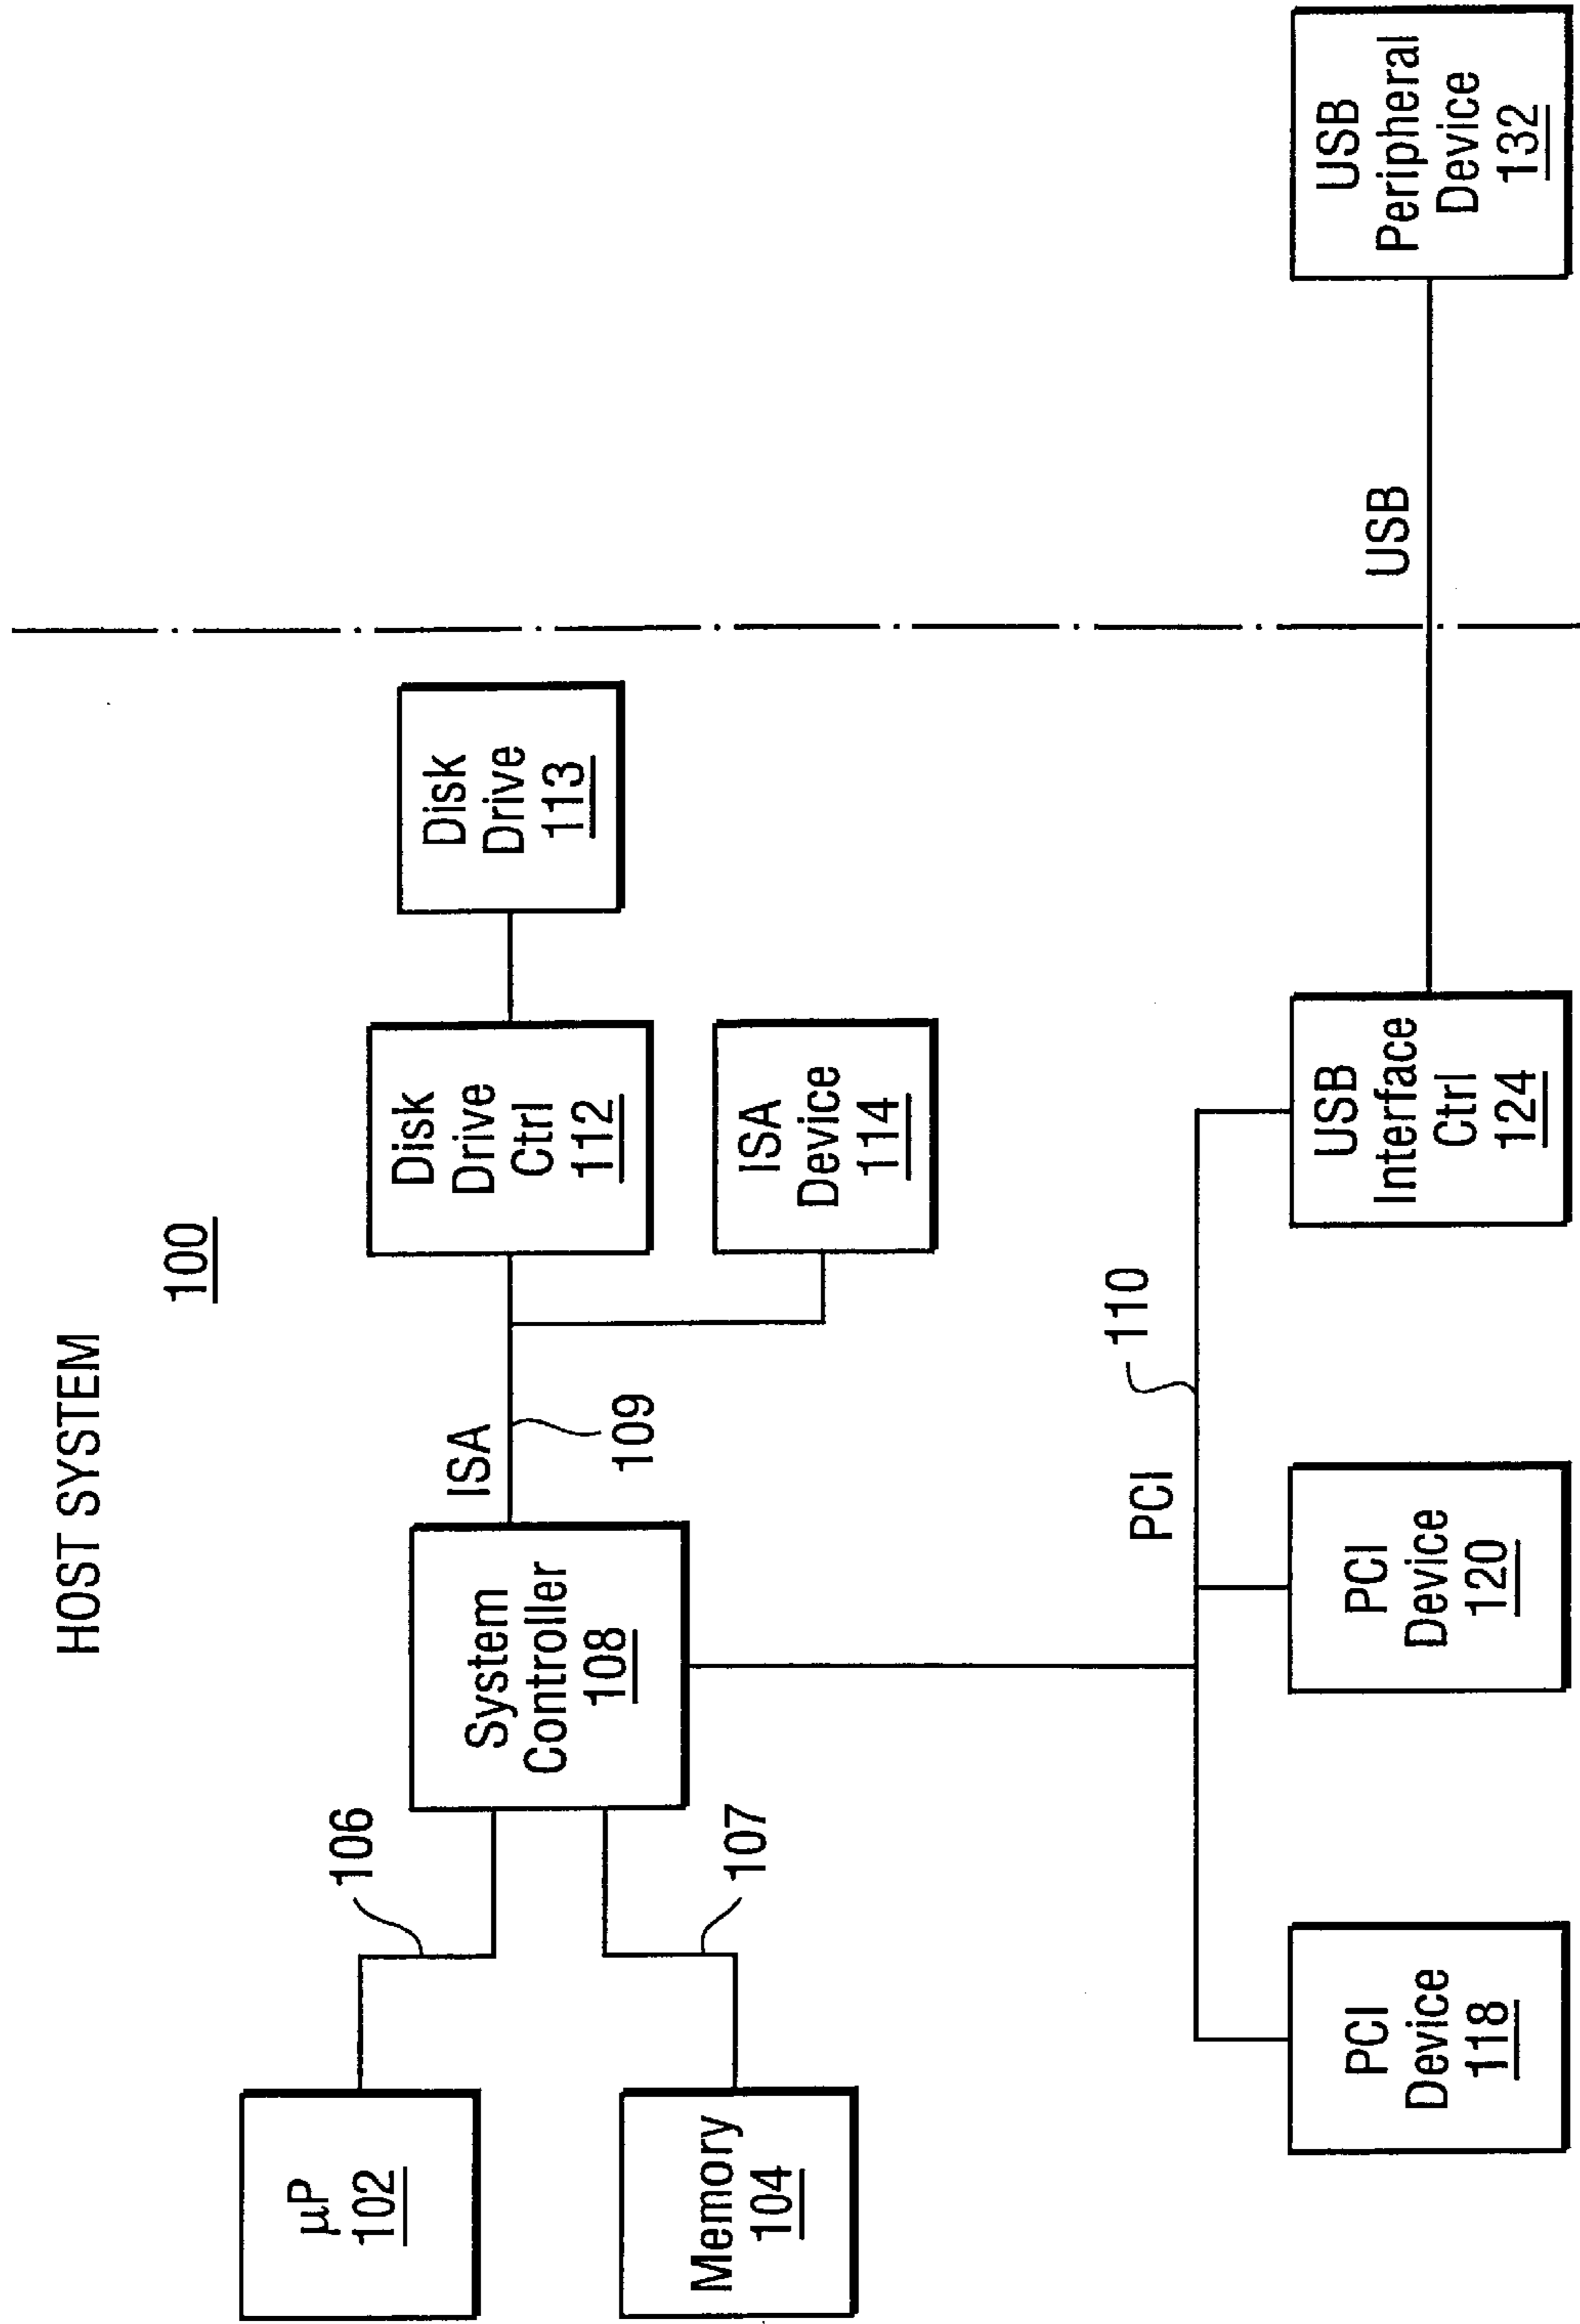 HOST SYSTEM
100
µP
102
Memory
104
106
107
System
Controller
108
ISA
109
Disk
Drive
Ctrl
112
Disk
Drive
113
ISA
Device
114
PCI
110
PCI
Device
118
PCI
Device
120
USB
Interface
Ctrl
124
USB
USB
Peripheral
Device
132